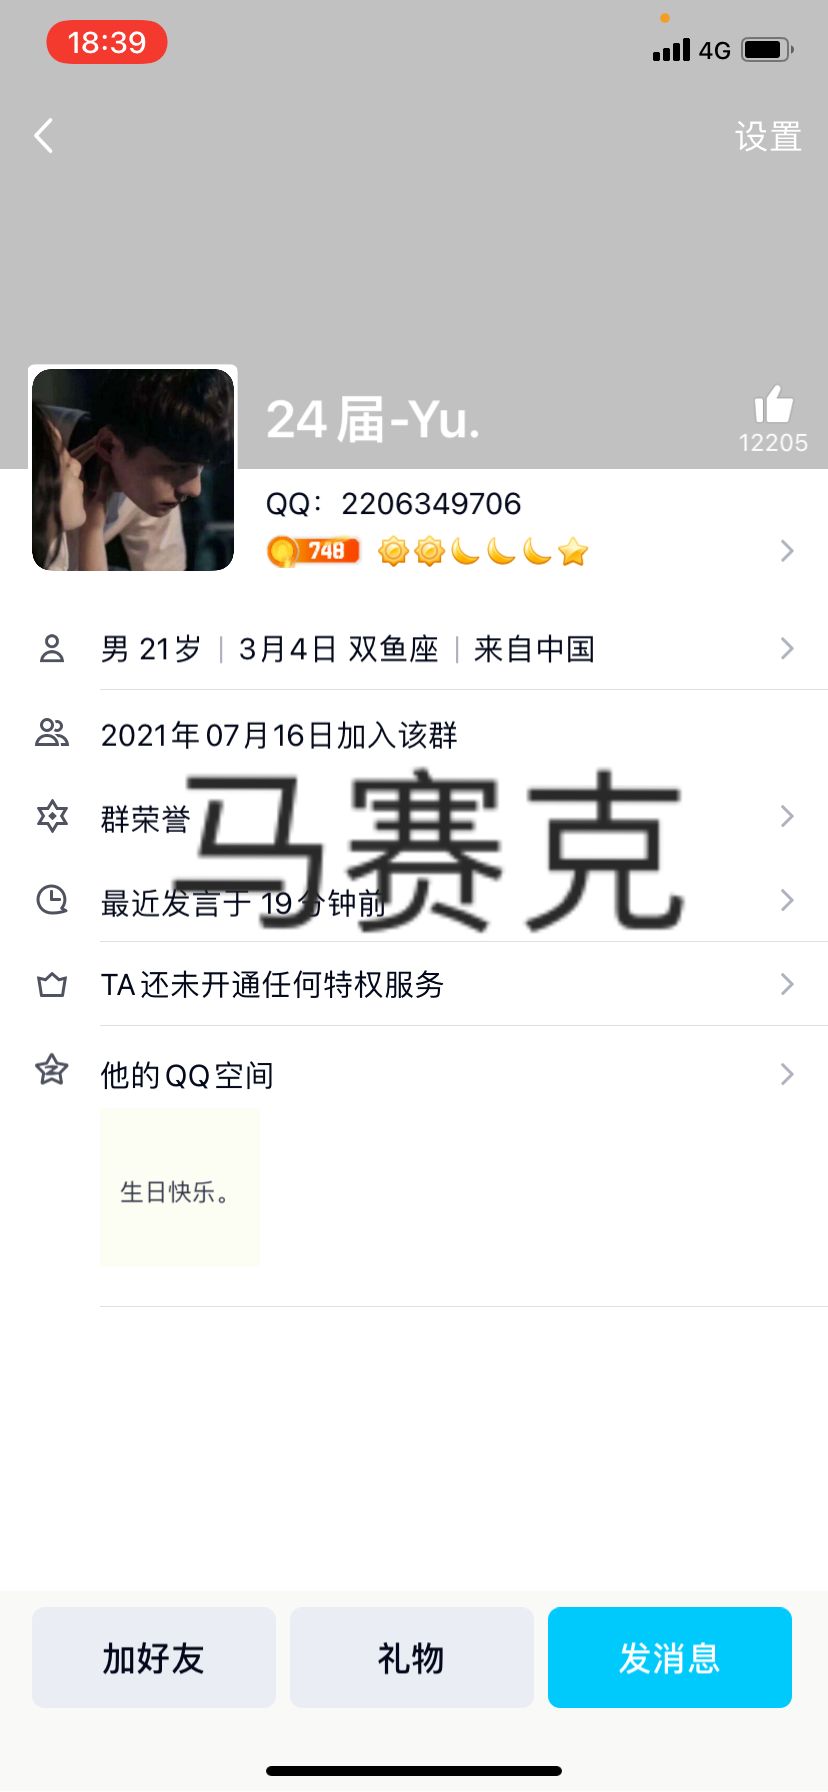 18:39
4G
设置
24届-Yu.
12205
QQ：2206349706
748
男 21岁 | 3月4日 双鱼座 | 来自中国
2021年07月16日加入该群
马赛克
群荣誉
最近发言于 19分钟前
TA还未开通任何特权服务
他的QQ空间
生日快乐。
加好友
礼物
发消息